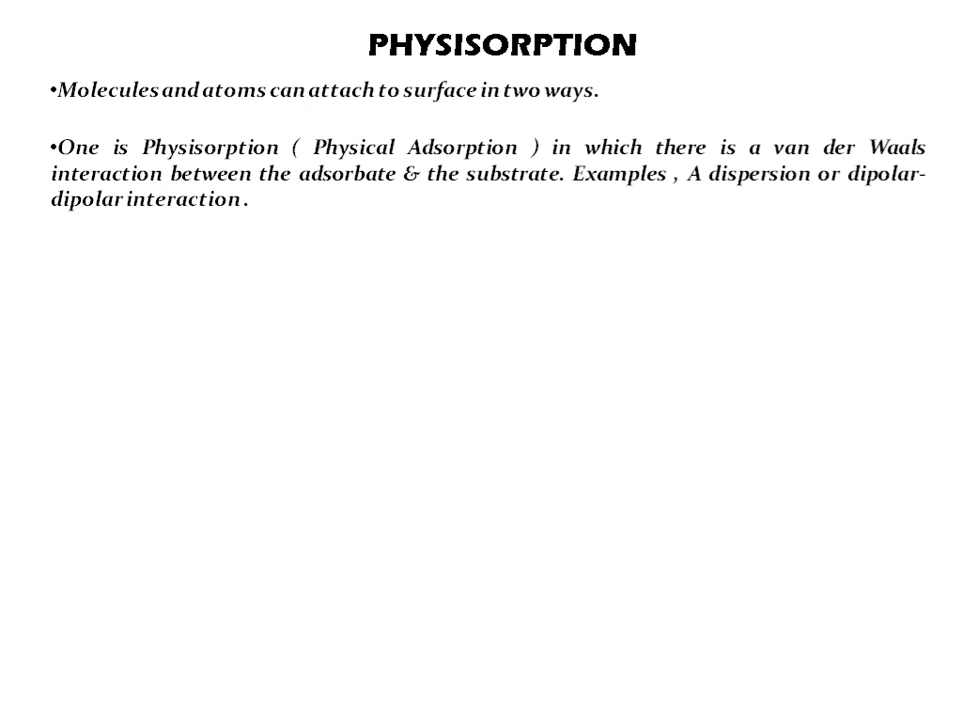 PHYSISORPTION
•Molecules and atoms can attach to surface in two ways.
•One is Physisorption ( Physical Adsorption ) in which there is a van der Waals
interaction between the adsorbate & the substrate. Examples , A dispersion or dipolar-
dipolar interaction .